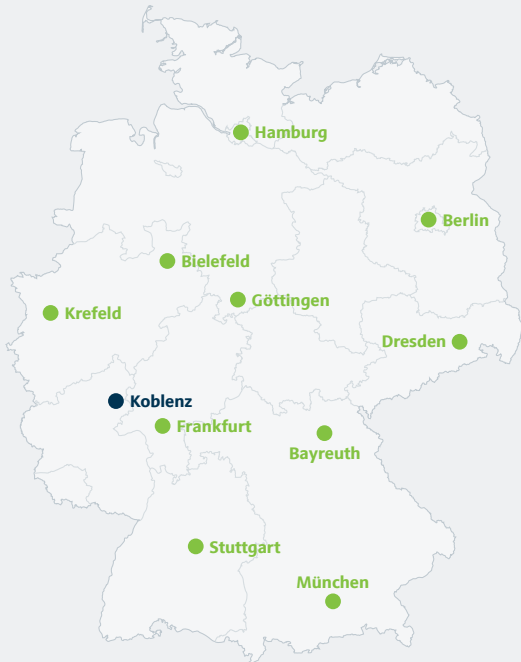 Hamburg
Berlin
Bielefeld
Göttingen
Krefeld
Dresden
Koblenz
Frankfurt
Bayreuth
Stuttgart
München